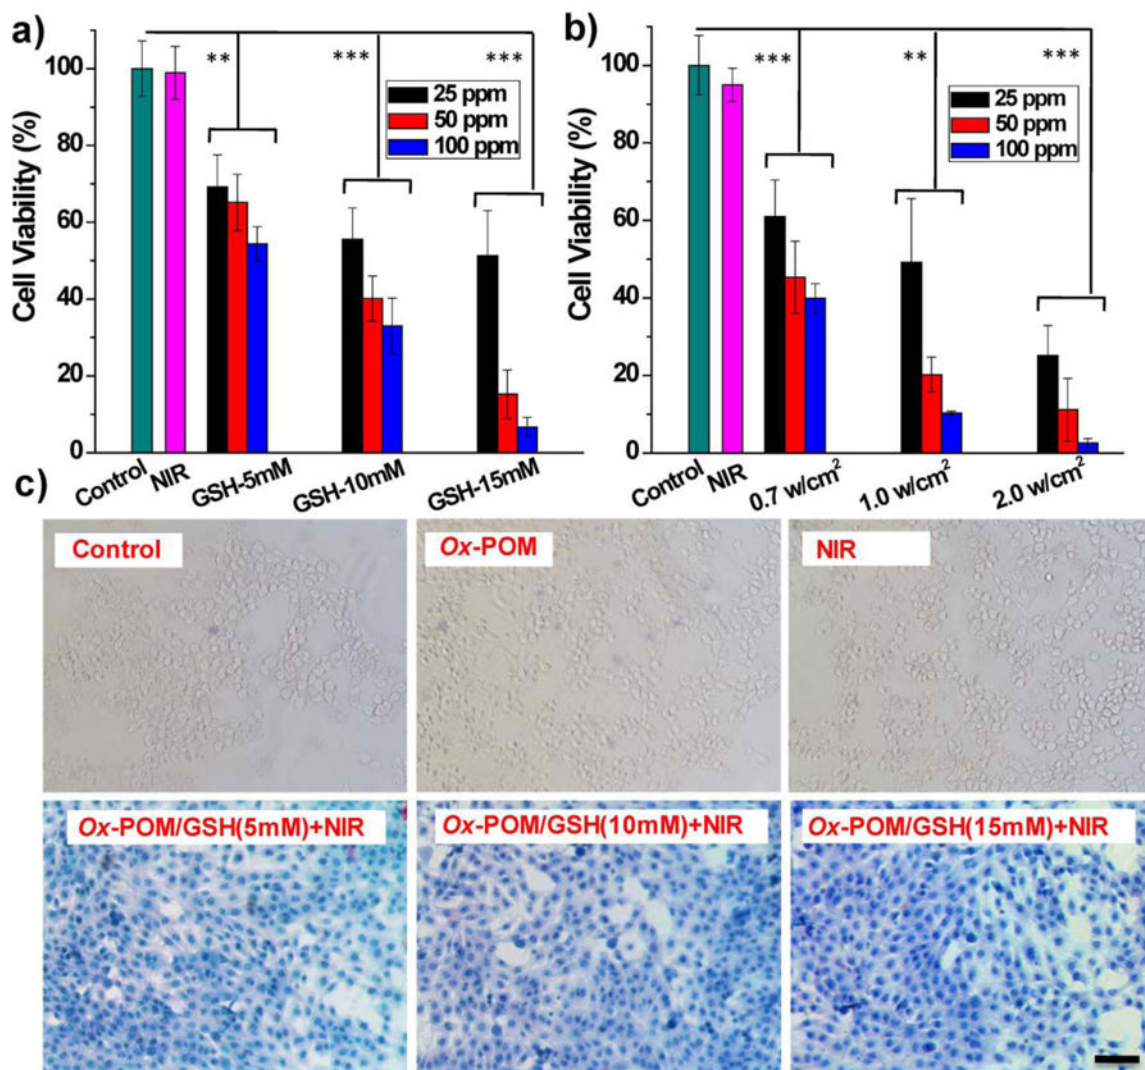 a)
Cell Viability (%)
100
80
60
40
20
0
**
***
***
25 ppm
50 ppm
100 ppm
Control
NIR
GSH-5mM
GSH-10mM
GSH-15mM
b)
Cell Viability (%)
100
80
60
40
20
0
***
**
***
25 ppm
50 ppm
100 ppm
Control
NIR
0.7 w/cm²
1.0 w/cm²
2.0 w/cm²
c)
Control
Ox-POM
NIR
Ox-POM/GSH(5mM)+NIR
Ox-POM/GSH(10mM)+NIR
Ox-POM/GSH(15mM)+NIR